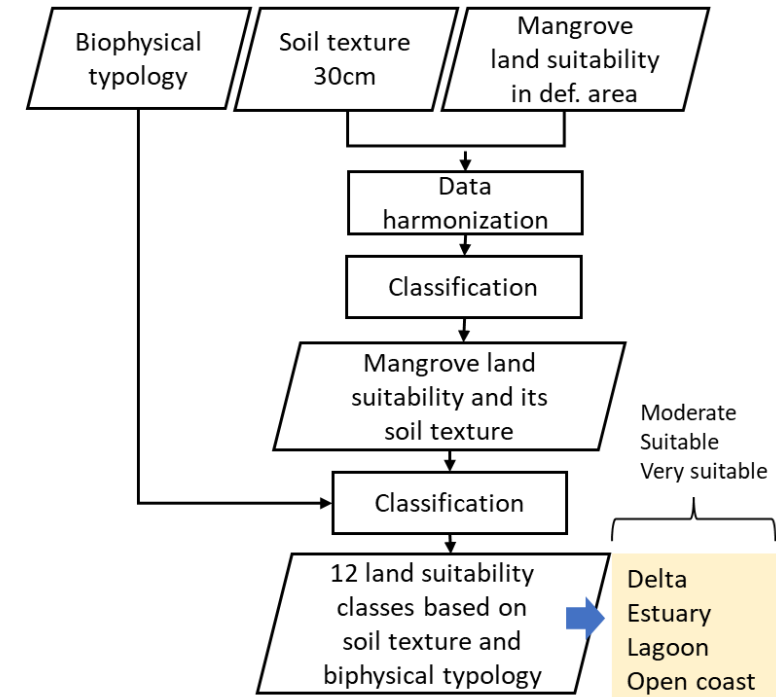 Biophysical
typology
Soil texture
30cm
Mangrove
land suitability
in def. area
Data
harmonization
Classification
Mangrove land
suitability and its
soil texture
Moderate
Suitable
Very suitable
Classification
12 land suitability
classes based on
soil texture and
biphysical typology
Delta
Estuary
Lagoon
Open coast